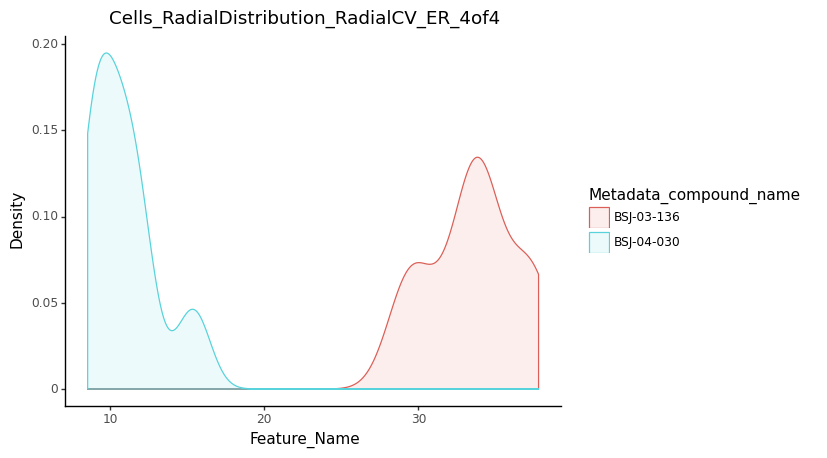 Cells_RadialDistribution_RadialCV_ER_4of4
0.20
0.15
0.10
0.05
0
Density
10 20 30
Feature_Name
Metadata_compound_name
BSJ-03-136
BSJ-04-030